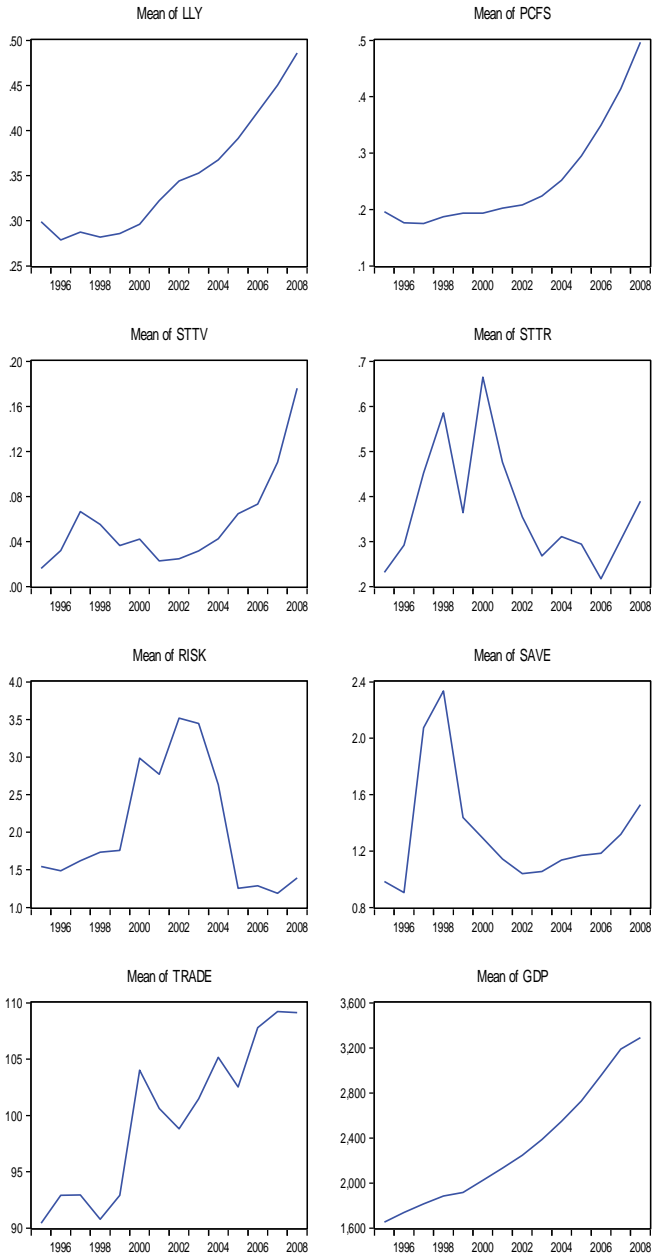 Mean of LLY
.50
.45
.40
.35
.30
.25
1996 1998 2000 2002 2004 2006 2008
Mean of PCFS
.5
.4
.3
.2
.1
1996 1998 2000 2002 2004 2006 2008
Mean of STTV
.20
.16
.12
.08
.04
.00
1996 1998 2000 2002 2004 2006 2008
Mean of STTR
.7
.6
.5
.4
.3
.2
1996 1998 2000 2002 2004 2006 2008
Mean of RISK
4.0
3.5
3.0
2.5
2.0
1.5
1.0
1996 1998 2000 2002 2004 2006 2008
Mean of SAVE
2.4
2.0
1.6
1.2
0.8
1996 1998 2000 2002 2004 2006 2008
Mean of TRADE
110
105
100
95
90
1996 1998 2000 2002 2004 2006 2008
Mean of GDP
3,600
3,200
2,800
2,400
2,000
1,600
1996 1998 2000 2002 2004 2006 2008